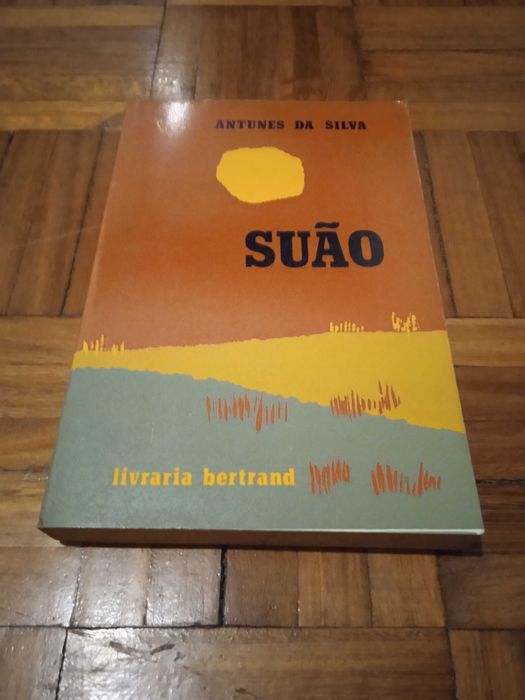 ANTUNES DA SILVA
SUÃO
livraria bertrand